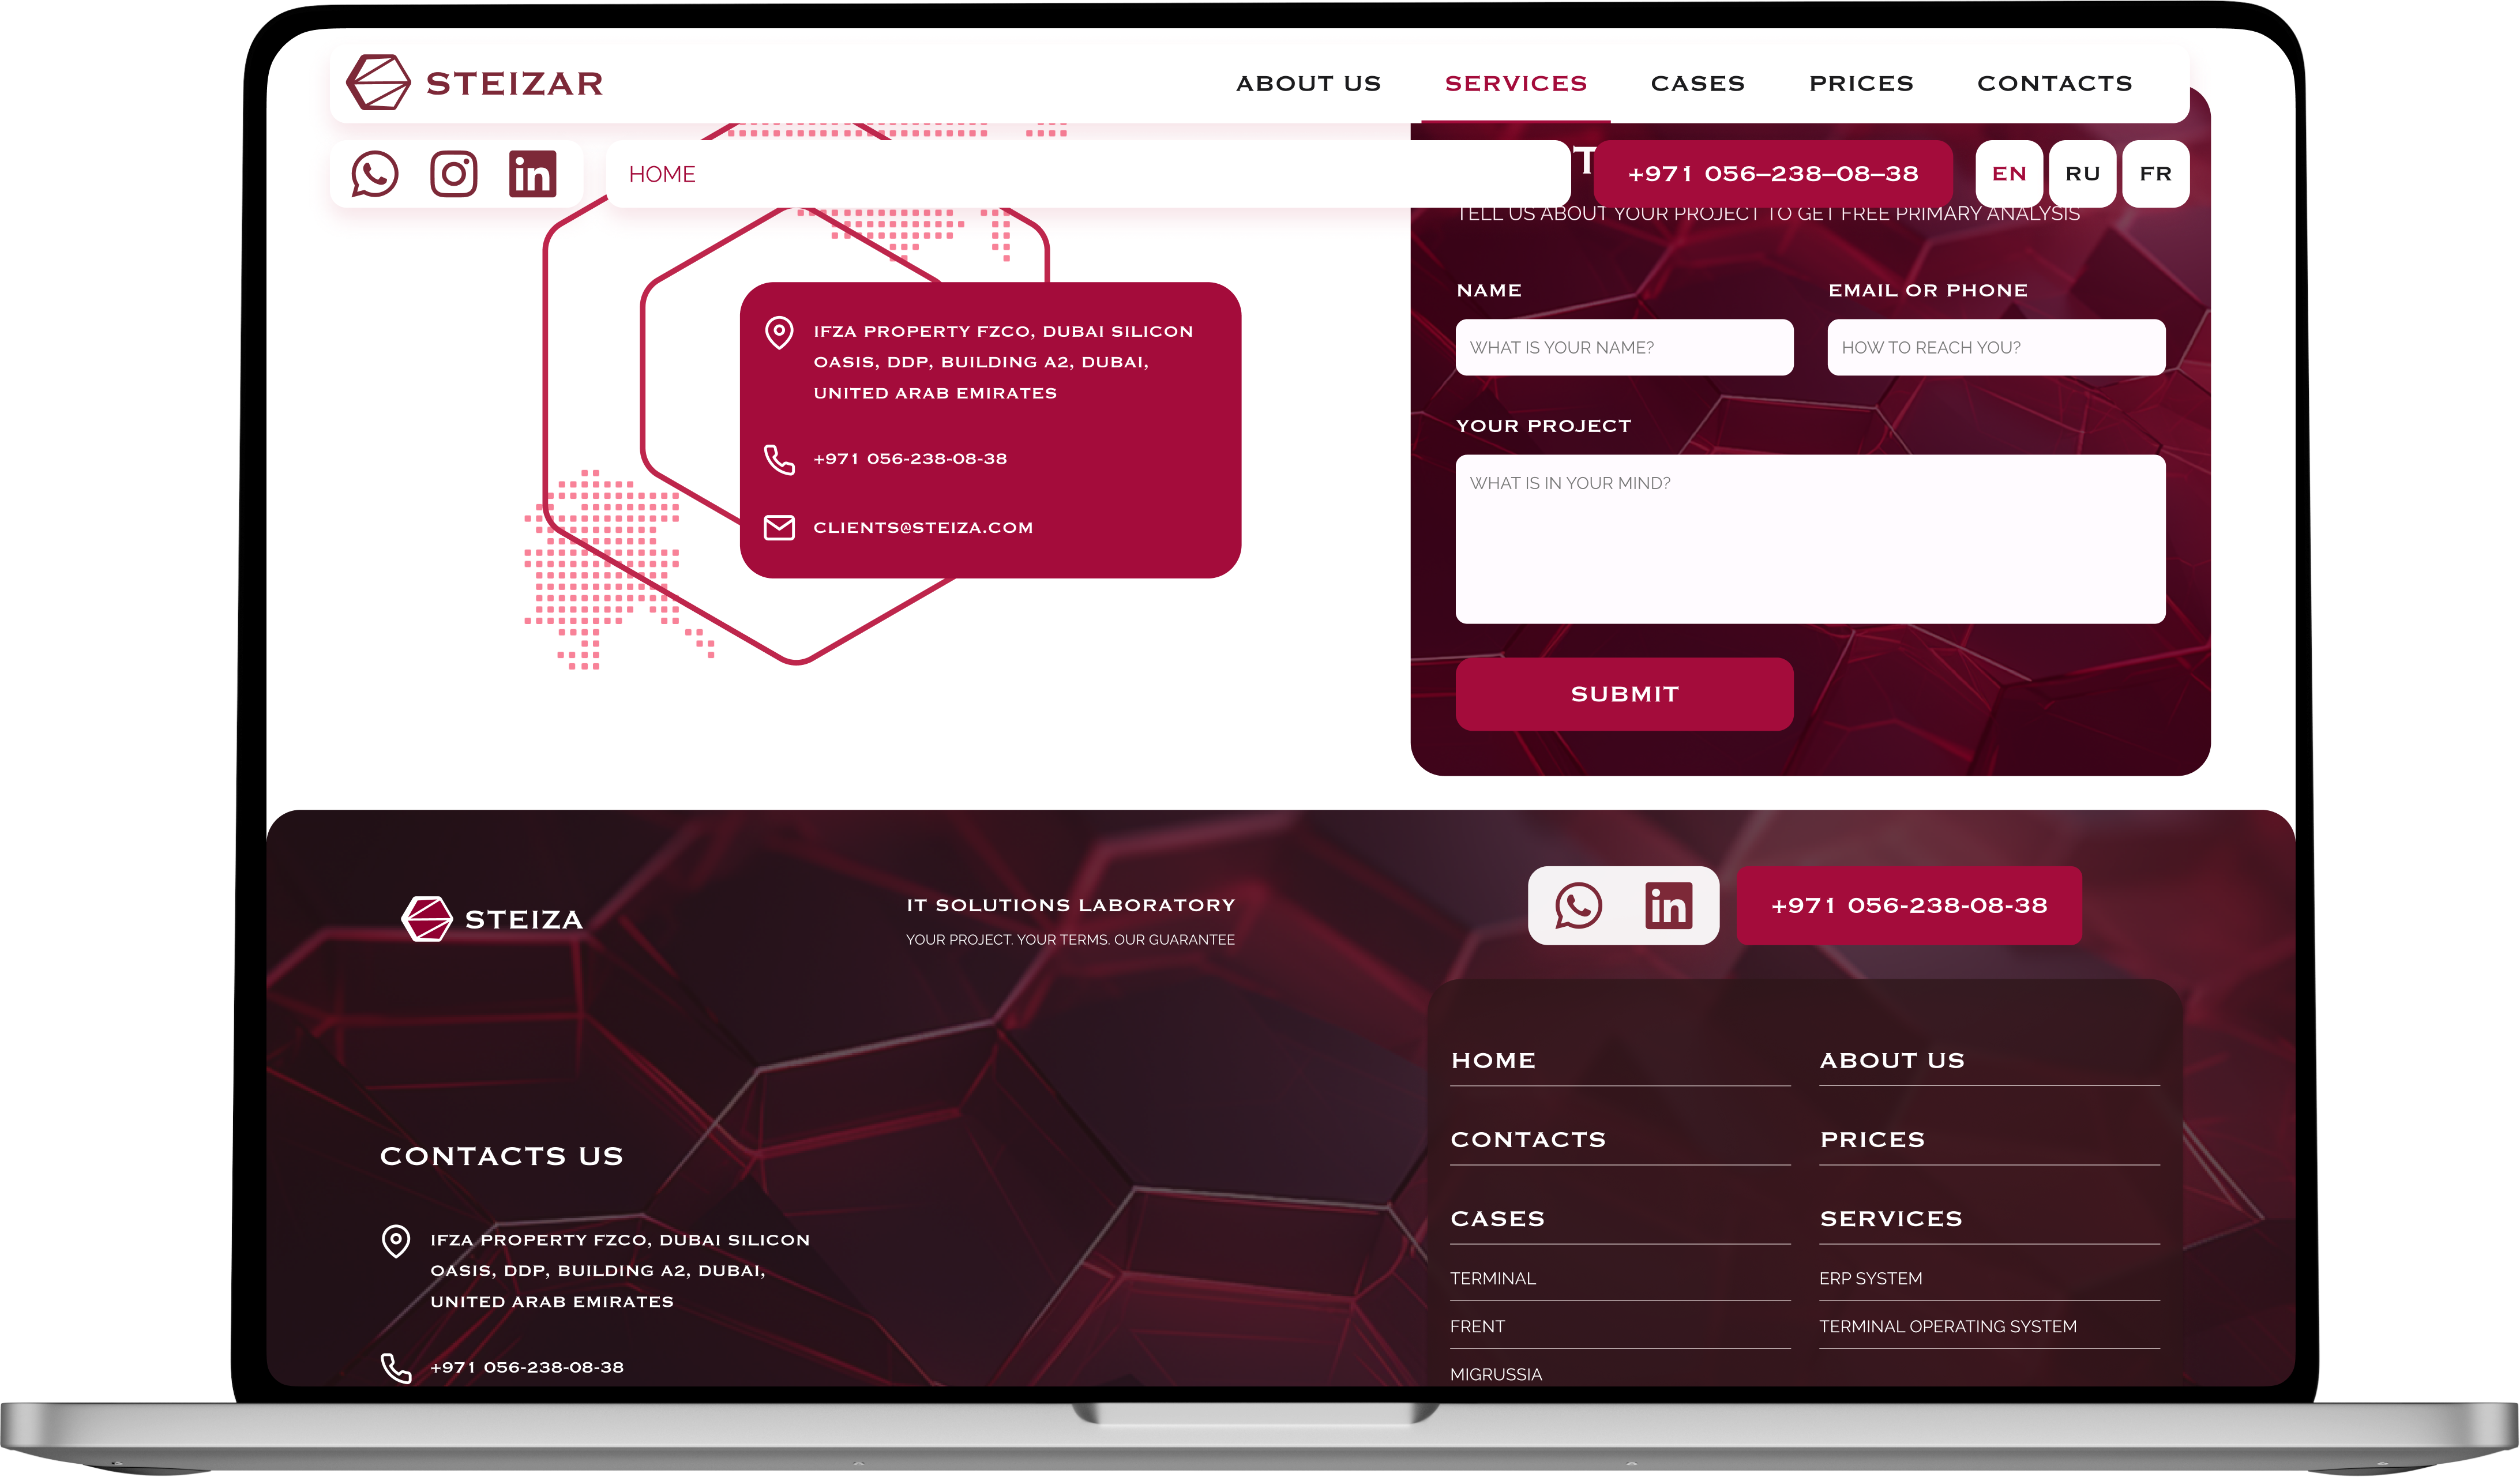 STEIZAR
ABOUT US
SERVICES
CASES
PRICES
CONTACTS
HOME
+971 056–238–08–38
EN
RU
FR
TELL US ABOUT YOUR PROJECT TO GET FREE PRIMARY ANALYSIS
IFZA PROPERTY FZCO, DUBAI SILICON
OASIS, DDP, BUILDING A2, DUBAI,
UNITED ARAB EMIRATES
+971 056-238-08-38
CLIENTS@STEIZA.COM
NAME
EMAIL OR PHONE
WHAT IS YOUR NAME?
HOW TO REACH YOU?
YOUR PROJECT
WHAT IS IN YOUR MIND?
SUBMIT
STEIZA
IT SOLUTIONS LABORATORY
YOUR PROJECT. YOUR TERMS. OUR GUARANTEE
+971 056-238-08-38
CONTACTS US
IFZA PROPERTY FZCO, DUBAI SILICON
OASIS, DDP, BUILDING A2, DUBAI,
UNITED ARAB EMIRATES
+971 056-238-08-38
HOME
ABOUT US
CONTACTS
PRICES
CASES
SERVICES
TERMINAL
ERP SYSTEM
FRENT
TERMINAL OPERATING SYSTEM
MIGRUSSIA